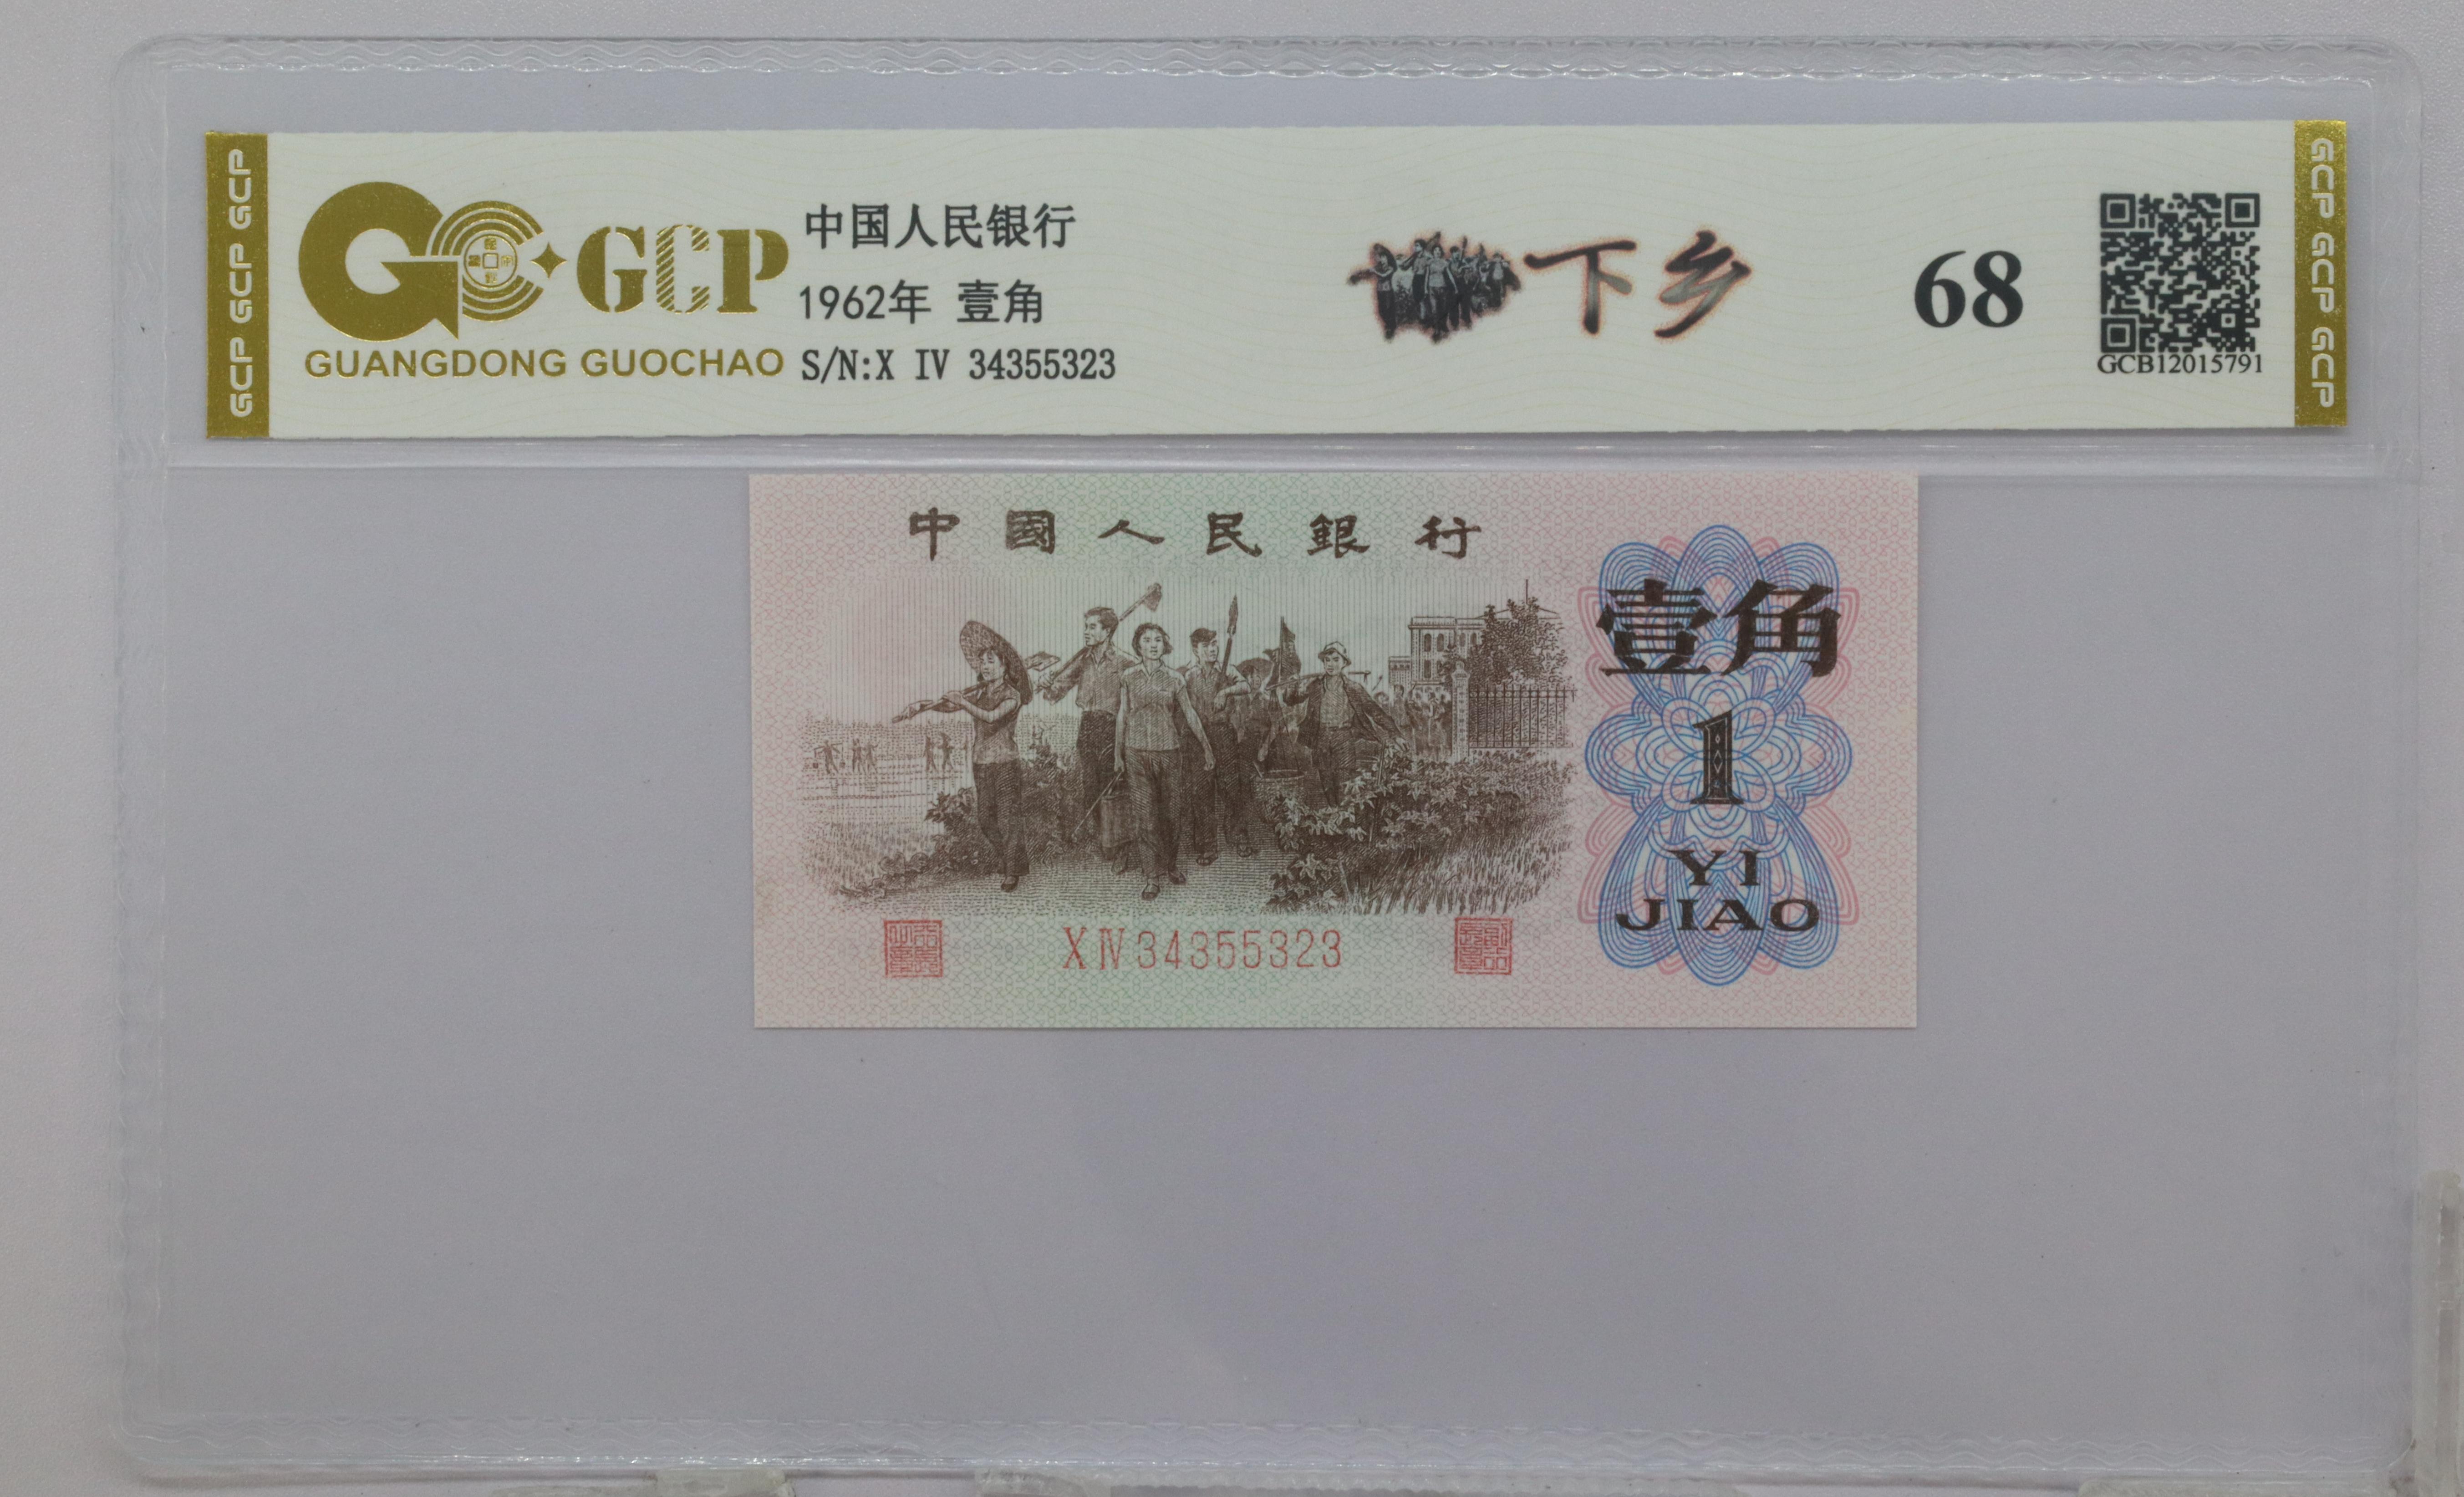 GCP GCP GCP
GCP
GUANGDONG GUOCHAO
中国人民银行
1962年 壹角
S/N:X IV 34355323
下乡
68
GCB12015791
GCP GCP GCP
中國人民銀行
壹角
1
YI
JIAO
X IV 34355323